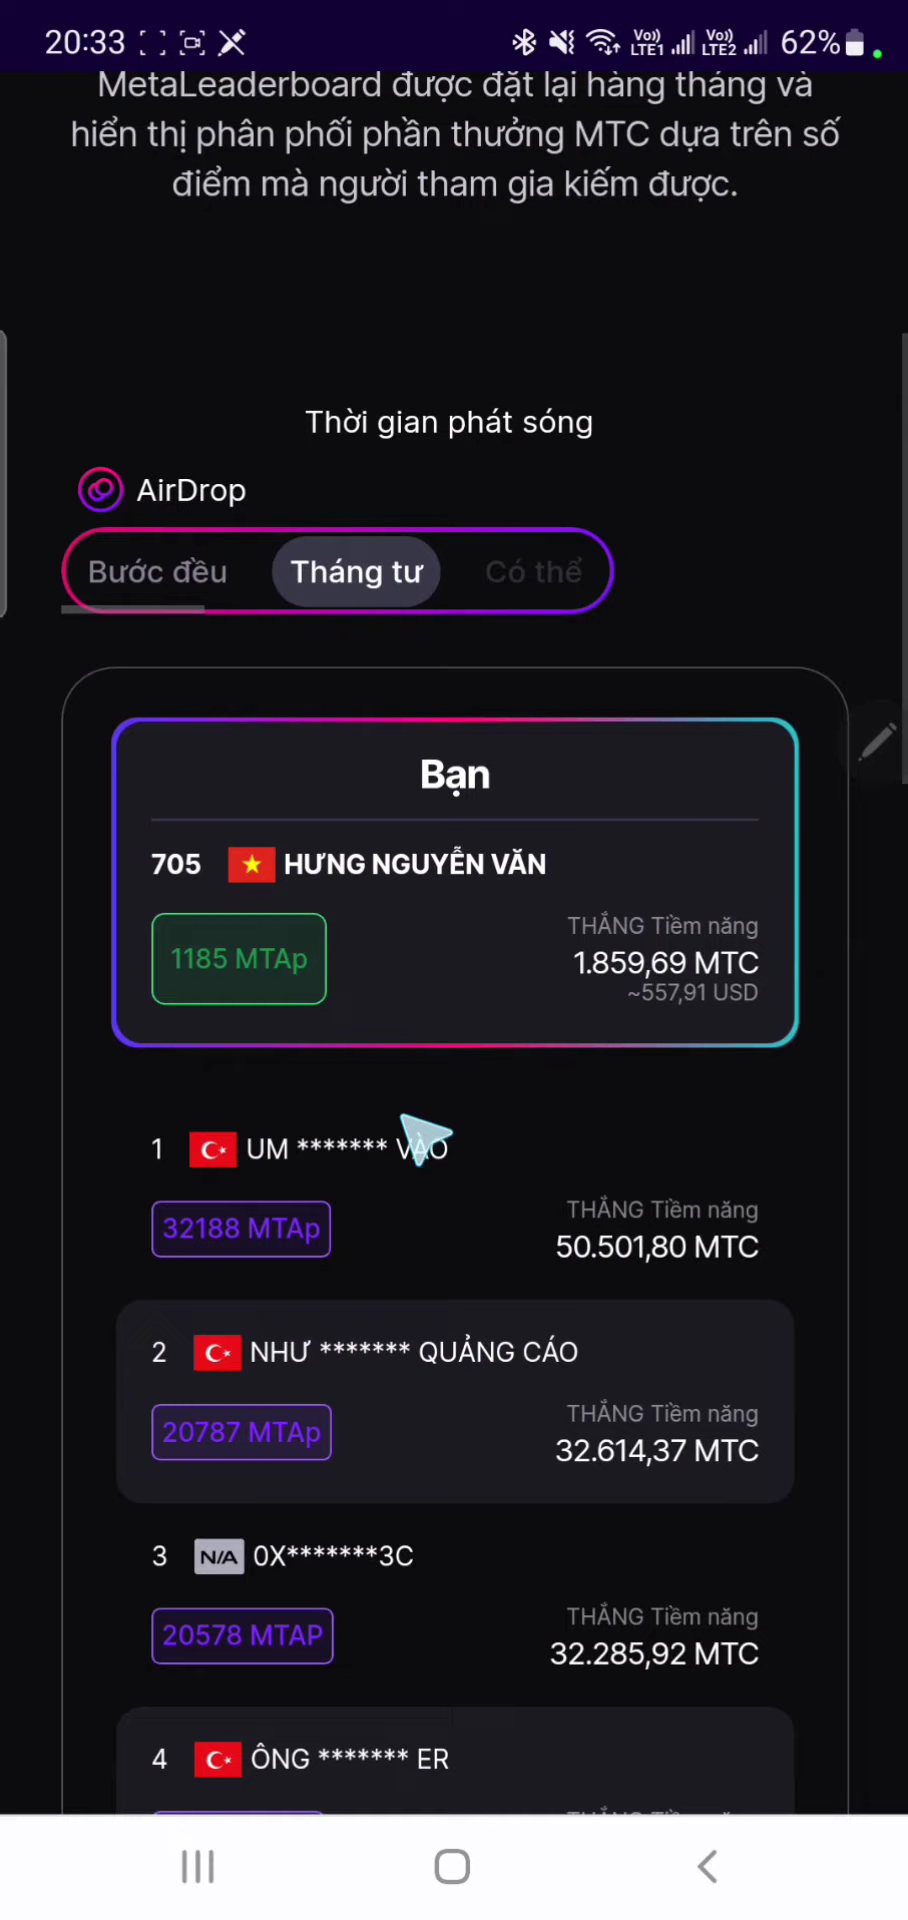 20:33
Vo)) LTE1
Vo)) LTE2
62%
MetaLeaderboard được đặt lại hàng tháng và
hiển thị phân phối phần thưởng MTC dựa trên số
điểm mà người tham gia kiếm được.
Thời gian phát sóng
AirDrop
Bước đều Tháng tư Có thể
Bạn
705 HƯNG NGUYỄN VĂN
1185 MTAp
THẮNG Tiềm năng
1.859,69 MTC
~557,91 USD
1 UM ******* VÀO
32188 MTAp
THẮNG Tiềm năng
50.501,80 MTC
2 NHƯ ******* QUẢNG CÁO
20787 MTAp
THẮNG Tiềm năng
32.614,37 MTC
3 N/A 0X*******3C
20578 MTAP
THẮNG Tiềm năng
32.285,92 MTC
4 ÔNG ******* ER